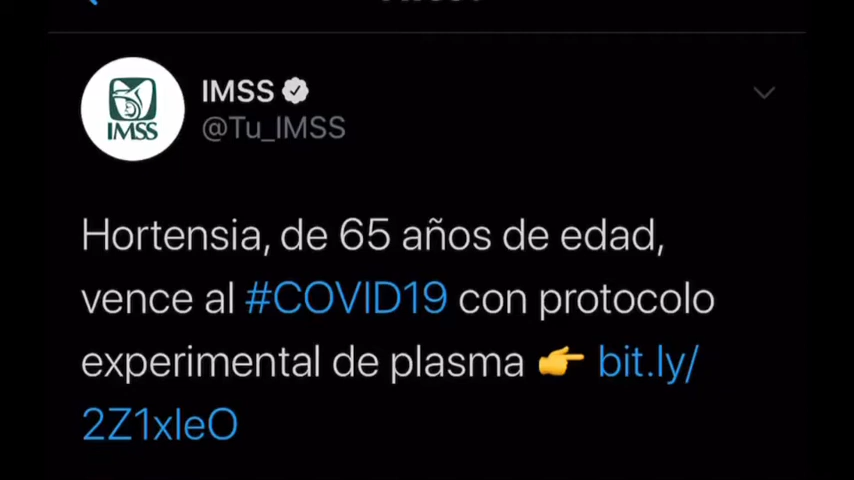 IMSS
IMSS
@Tu_IMSS
Hortensia, de 65 años de edad,
vence al #COVID19 con protocolo
experimental de plasma 👉 bit.ly/
2Z1xleO